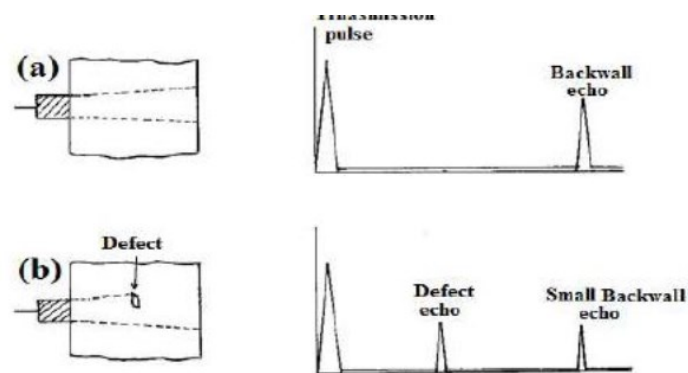 pulse
(a)
Backwall
echo
Defect
(b)
Defect
echo
Small Backwall
echo